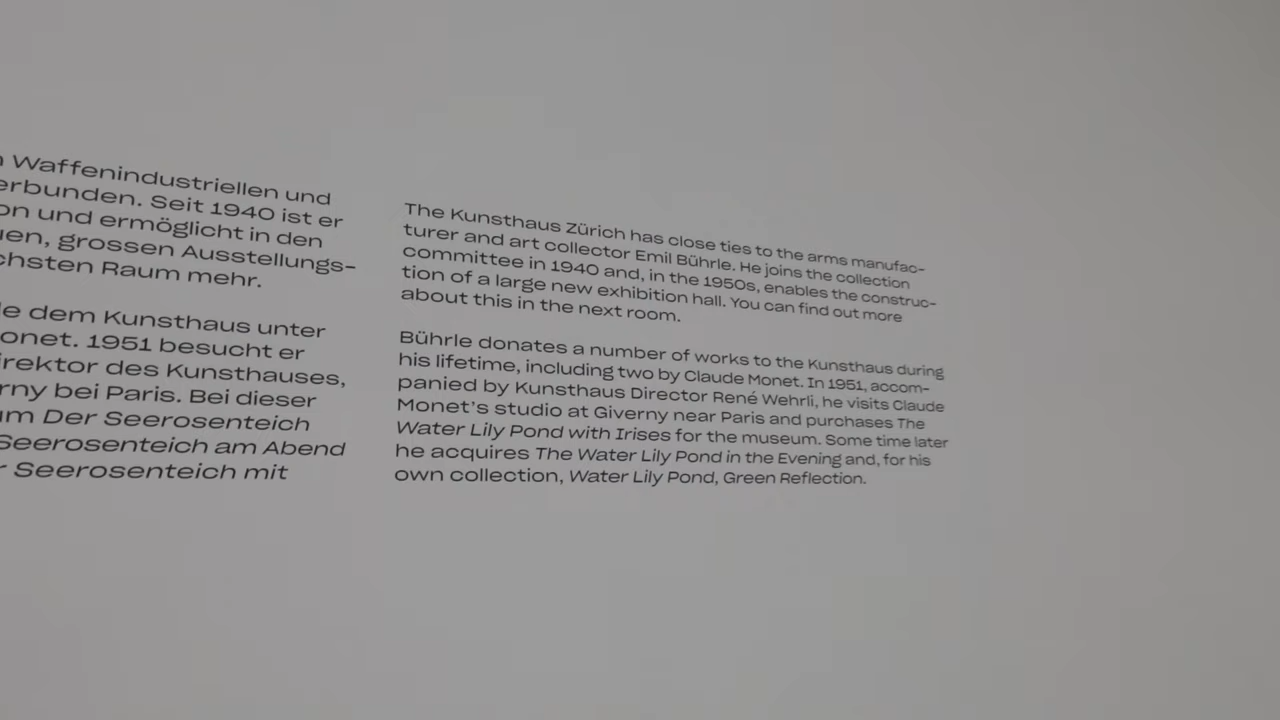 Waffenindustriellen und
erbunden. Seit 1940 ist er
on und ermöglicht in den
uen, grossen Ausstellungs-
chsten Raum mehr.
le dem Kunsthaus unter
onet. 1951 besucht er
irektor des Kunsthauses,
rny bei Paris. Bei dieser
um Der Seerosenteich
Seerosenteich am Abend
r Seerosenteich mit
The Kunsthaus Zürich has close ties to the arms manufac-
turer and art collector Emil Bührle. He joins the collection
committee in 1940 and, in the 1950s, enables the construc-
tion of a large new exhibition hall. You can find out more
about this in the next room.
Bührle donates a number of works to the Kunsthaus during
his lifetime, including two by Claude Monet. In 1951, accom-
panied by Kunsthaus Director René Wehrli, he visits Claude
Monet's studio at Giverny near Paris and purchases The
Water Lily Pond with Irises for the museum. Some time later
he acquires The Water Lily Pond in the Evening and, for his
own collection, Water Lily Pond, Green Reflection.